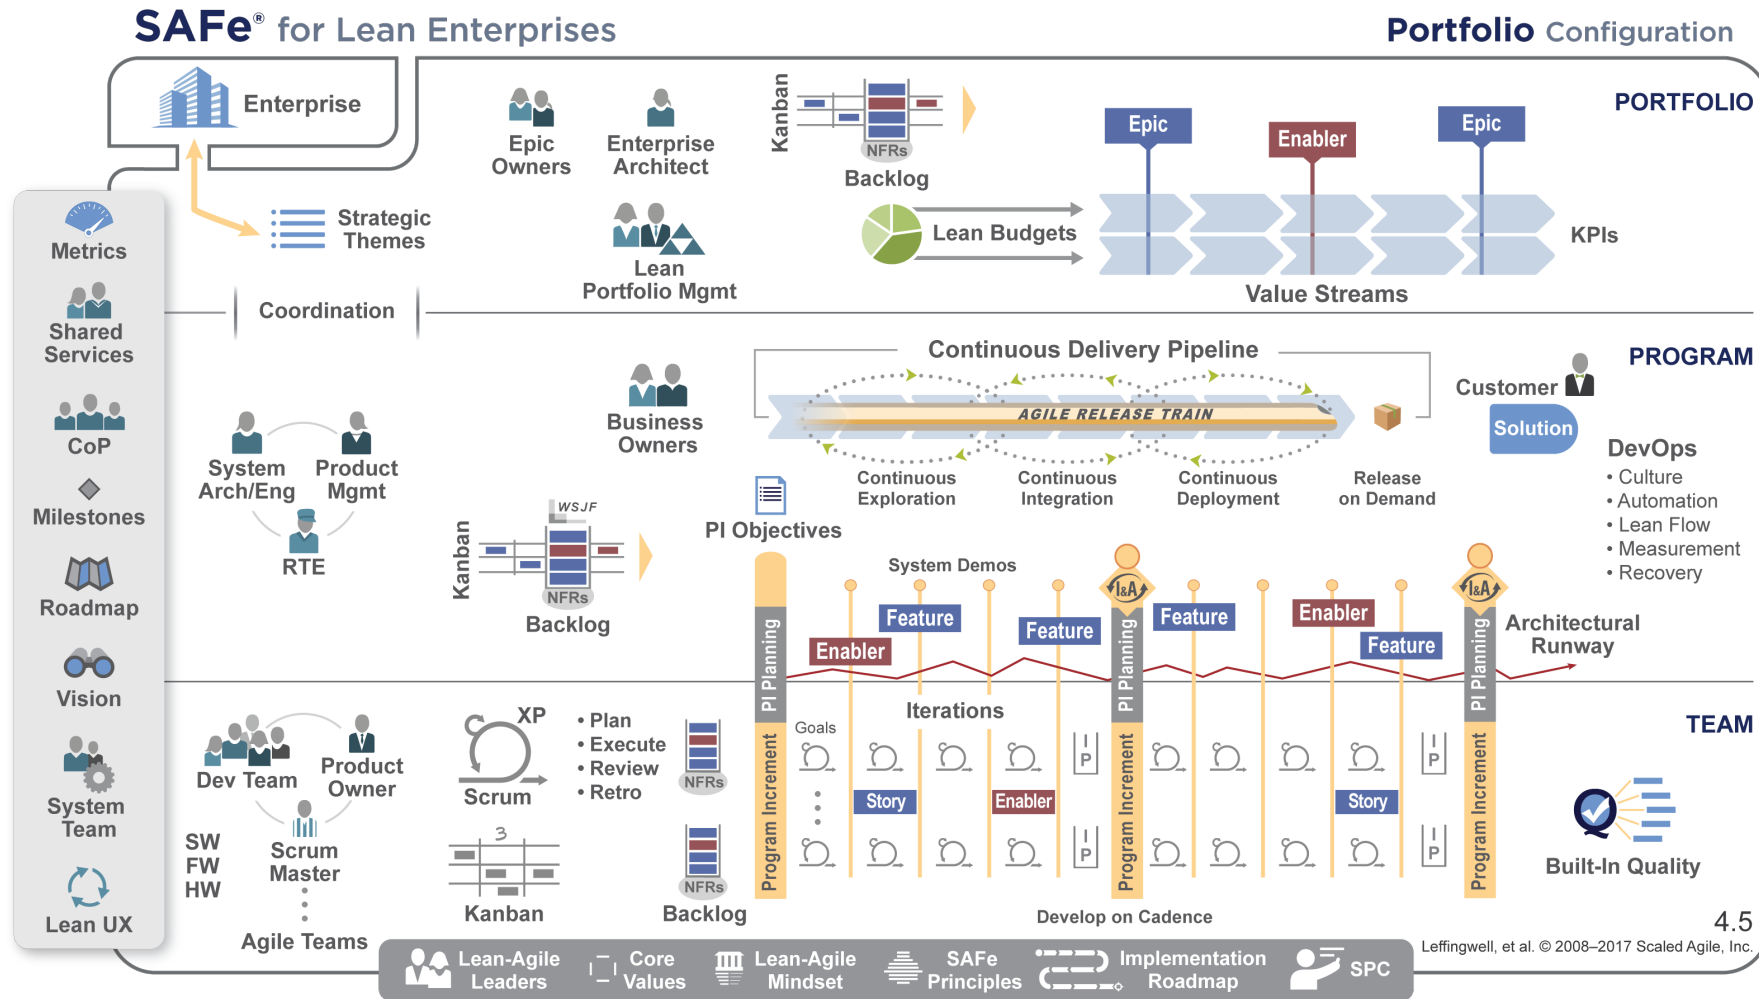 SAFe® for Lean Enterprises
Portfolio Configuration
Enterprise
Strategic
Themes
Epic
Owners
Enterprise
Architect
Lean
Portfolio Mgmt
Kanban
NFRs
Backlog
Lean Budgets
Epic
Enabler
Epic
KPIs
Value Streams
PORTFOLIO
Coordination
Metrics
Shared
Services
CoP
Milestones
Roadmap
Vision
System
Team
Lean UX
PROGRAM
Business
Owners
System
Arch/Eng
Product
Mgmt
RTE
Kanban
WSJF
NFRs
Backlog
Continuous Delivery Pipeline
AGILE RELEASE TRAIN
Continuous
Exploration
Continuous
Integration
Continuous
Deployment
Release
on Demand
Customer
Solution
DevOps
• Culture
• Automation
• Lean Flow
• Measurement
• Recovery
PI Objectives
System Demos
I&A
I&A
Enabler
Feature
Feature
Feature
Enabler
Feature
Architectural
Runway
PI Planning
PI Planning
PI Planning
TEAM
Dev Team
Product
Owner
Scrum
Master
SW
FW
HW
Agile Teams
XP
Scrum
• Plan
• Execute
• Review
• Retro
3
Kanban
NFRs
NFRs
Backlog
Iterations
Goals
Program Increment
Program Increment
Program Increment
I
P
I
P
Story
Enabler
Story
I
P
I
P
Develop on Cadence
Built-In Quality
4.5
Leffingwell, et al. © 2008–2017 Scaled Agile, Inc.
Lean-Agile
Leaders
Core
Values
Lean-Agile
Mindset
SAFe
Principles
Implementation
Roadmap
SPC